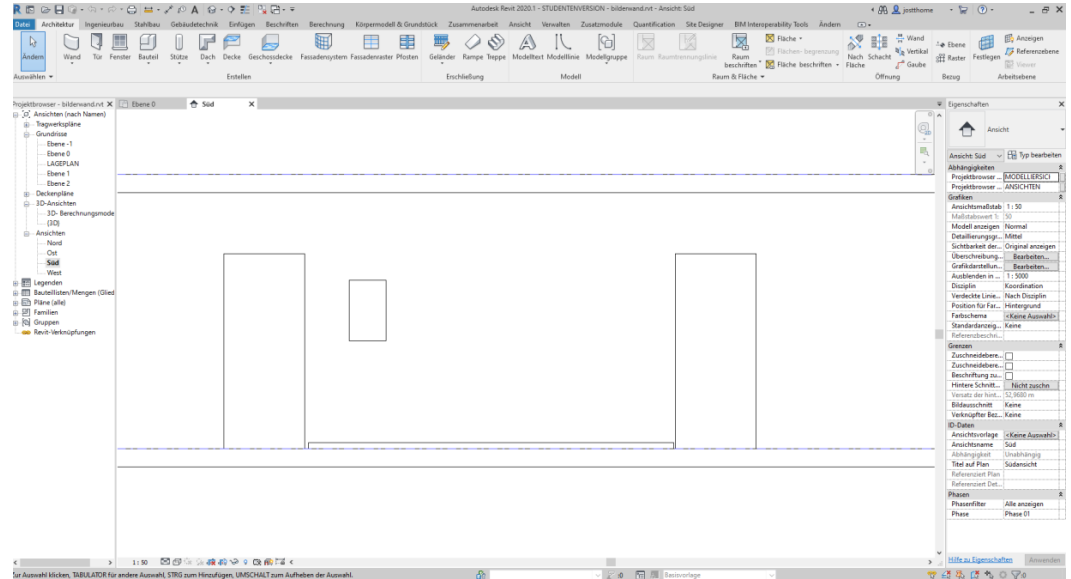 Autodesk Revit 2020.1 - STUDENTENVERSION - bilderwand.rvt - Ansicht: Süd
jostthome
Datei Architektur Ingenieurbau Stahlbau Gebäudetechnik Einfügen Beschriften Berechnung Körpermodell & Grundstück Zusammenarbeit Ansicht Verwalten Zusatzmodule Quantification Site Designer BIM Interoperability Tools Ändern
Ändern
Wand Tür Fenster Bauteil Stütze Dach Decke Geschossdecke Fassadensystem Fassadenraster Pfosten
Geländer Rampe Treppe Modelltext Modelllinie Modellgruppe
Raum Raumtrennungslinie Raum beschriften
Fläche
Flächen- begrenzung
Fläche beschriften
Nach Fläche Schacht
Wand
Vertikal
Gaube
Ebene
Raster
Festlegen
Anzeigen
Referenzebene
Viewer
Auswählen Erstellen Erschließung Modell Raum & Fläche Öffnung Bezug Arbeitsebene
Projektbrowser - bilderwand.rvt
Ansichten (nach Namen)
Tragwerkspläne
Grundrisse
Ebene -1
Ebene 0
LAGEPLAN
Ebene 1
Ebene 2
Deckenpläne
3D-Ansichten
3D- Berechnungsmode
{3D}
Ansichten
Nord
Ost
Süd
West
Legenden
Bauteillisten/Mengen (Glied
Pläne (alle)
Familien
Gruppen
Revit-Verknüpfungen
Ebene 0 Süd
Eigenschaften
Ansicht
Ansicht: Süd Typ bearbeiten
Abhängigkeiten
Projektbrowser ... MODELLIERSICI
Projektbrowser ... ANSICHTEN
Grafiken
Ansichtsmaßstab 1 : 50
Maßstabswert 1: 50
Modell anzeigen Normal
Detaillierungsgr... Mittel
Sichtbarkeit der... Original anzeigen
Überschreibung... Bearbeiten...
Grafikdarstellun... Bearbeiten...
Ausblenden in ... 1 : 5000
Disziplin Koordination
Verdeckte Linie... Nach Disziplin
Position für Far... Hintergrund
Farbschema <Keine Auswahl>
Standardanzeig... Keine
Referenzbeschri...
Grenzen
Zuschneidebere...
Zuschneidebere...
Beschriftung zu...
Hintere Schnitt... Nicht zuschn
Versatz der hint... 52,9680 m
Bildausschnitt Keine
Verknüpfter Bez... Keine
ID-Daten
Ansichtsvorlage <Keine Auswahl>
Ansichtsname Süd
Abhängigkeit Unabhängig
Titel auf Plan Südansicht
Referenziert Plan
Referenziert Det...
Phasen
Phasenfilter Alle anzeigen
Phase Phase 01
Hilfe zu Eigenschaften Anwenden
1 : 50
Zur Auswahl klicken, TABULATOR für andere Auswahl, STRG zum Hinzufügen, UMSCHALT zum Aufheben der Auswahl.
:0 Basisvorlage
:0